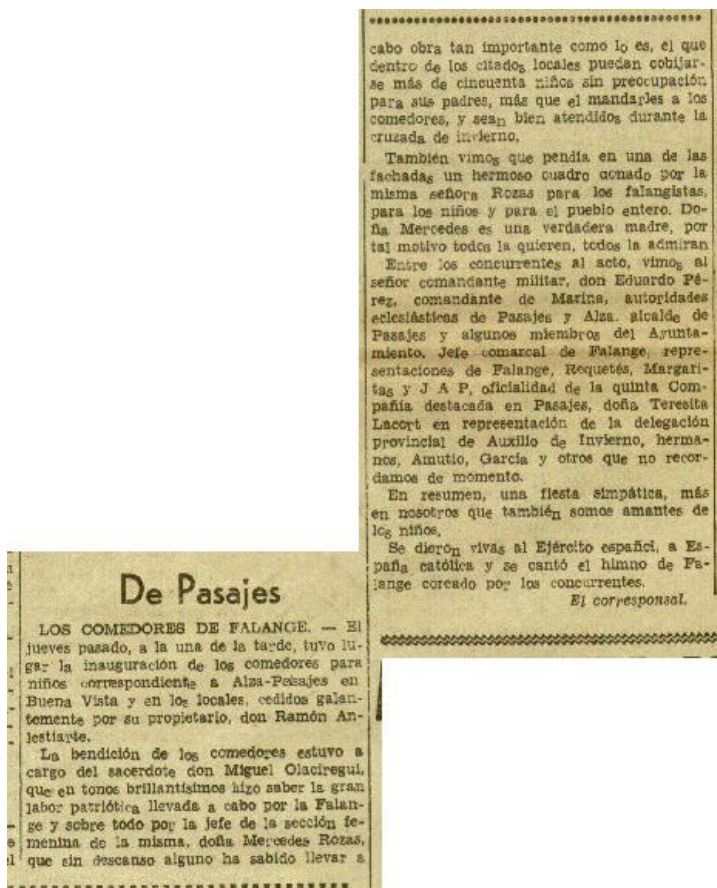 De Pasajes
LOS COMEDORES DE FALANGE. — El
jueves pasado, a la una de la tarde, tuvo lu-
gar la inauguración de los comedores para
niños correspondiente a Alza-Pasajes en
Buena Vista y en los locales, cedidos galan-
temente por su propietario, don Ramón An-
lestiarte.
La bendición de los comedores estuvo a
cargo del sacerdote don Miguel Olaciregui,
que en tonos brillantísimos hizo saber la gran
labor patriótica llevada a cabo por la Falan-
ge y sobre todo por la jefe de la sección fe-
menina de la misma, doña Mercedes Rozas,
que sin descanso alguno ha sabido llevar a
cabo obra tan importante como lo es, el que
dentro de los citados locales puedan cobijar-
se más de cincuenta niños sin preocupación
para sus padres, más que el mandarles a los
comedores, y sean bien atendidos durante la
cruzada de invierno.
También vimos que pendía en una de las
fachadas un hermoso cuadro donado por la
misma señora Rozas para los falangistas,
para los niños y para el pueblo entero. Do-
ña Mercedes es una verdadera madre, por
tal motivo todos la quieren, todos la admiran
Entre los concurrentes al acto, vimos al
señor comandante militar, don Eduardo Pé-
rez, comandante de Marina, autoridades
eclesiásticas de Pasajes y Alza, alcalde de
Pasajes y algunos miembros del Ayunta-
miento, Jefe comarcal de Falange, repre-
sentaciones de Falange, Requetés, Margari-
tas y J A P, oficialidad de la quinta Com-
pañía destacada en Pasajes, doña Teresita
Lacort en representación de la delegación
provincial de Auxilio de Invierno, herma-
nos, Amutio, García y otros que no recor-
damos de momento.
En resumen, una fiesta simpática, más
en nosotros que también somos amantes de
los niños.
Se dieron vivas al Ejército español, a Es-
paña católica y se cantó el himno de Fa-
lange coreado por los concurrentes.
El corresponsal.